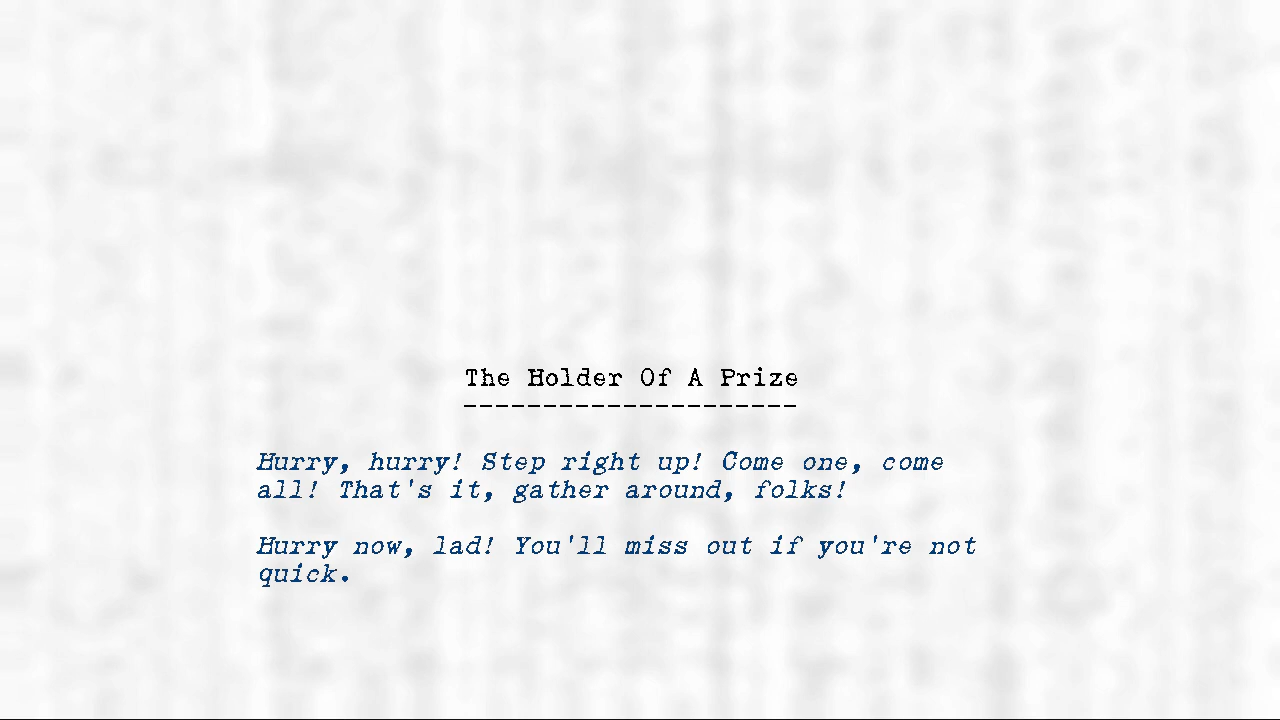 The Holder Of A Prize
---------------------
Hurry, hurry! Step right up! Come one, come
all! That's it, gather around, folks!
Hurry now, lad! You'll miss out if you're not
quick.